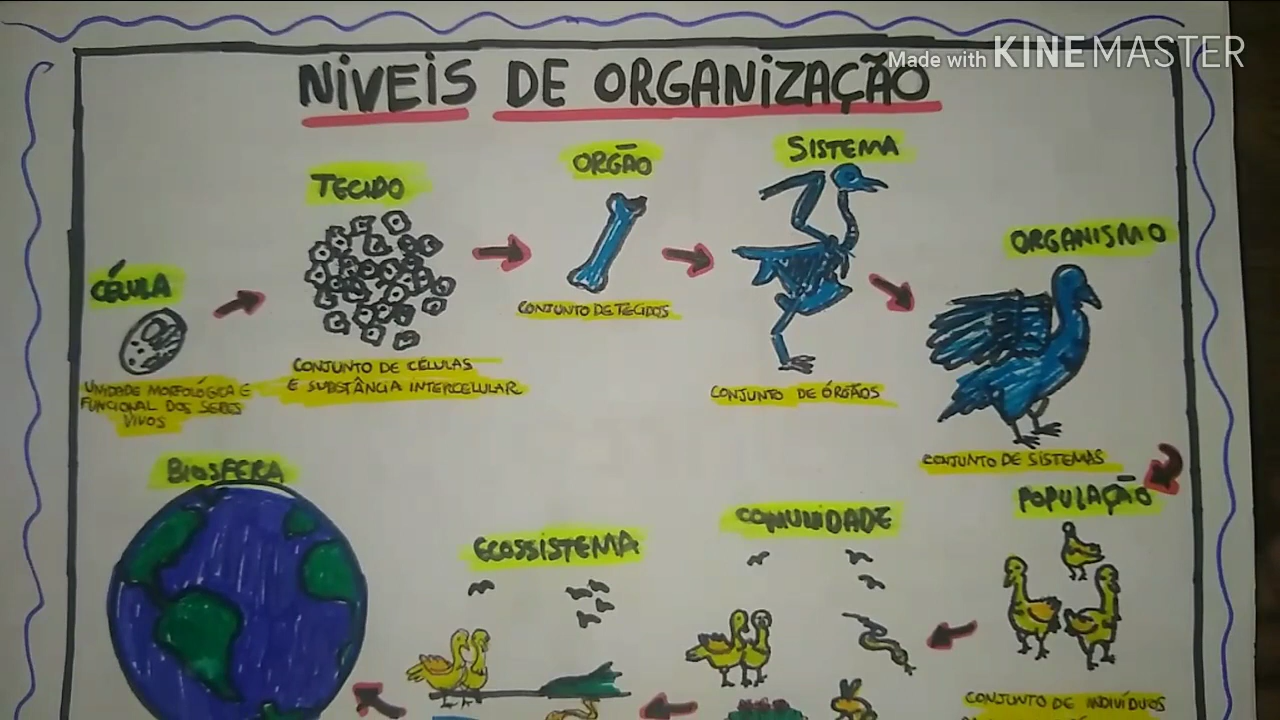 Made with KINEMASTER
NÍVEIS DE ORGANIZAÇÃO
CÉLULA
UNIDADE MORFOLÓGICA E
FUNCIONAL DOS SERES
VIVOS
TECIDO
CONJUNTO DE CÉLULAS
E SUBSTÂNCIA INTERCELULAR
ORGÃO
CONJUNTO DE TECIDOS
SISTEMA
CONJUNTO DE ÓRGÃOS
ORGANISMO
CONJUNTO DE SISTEMAS
POPULAÇÃO
CONJUNTO DE INDIVÍDUOS
COMUNIDADE
ECOSSISTEMA
BIOSFERA